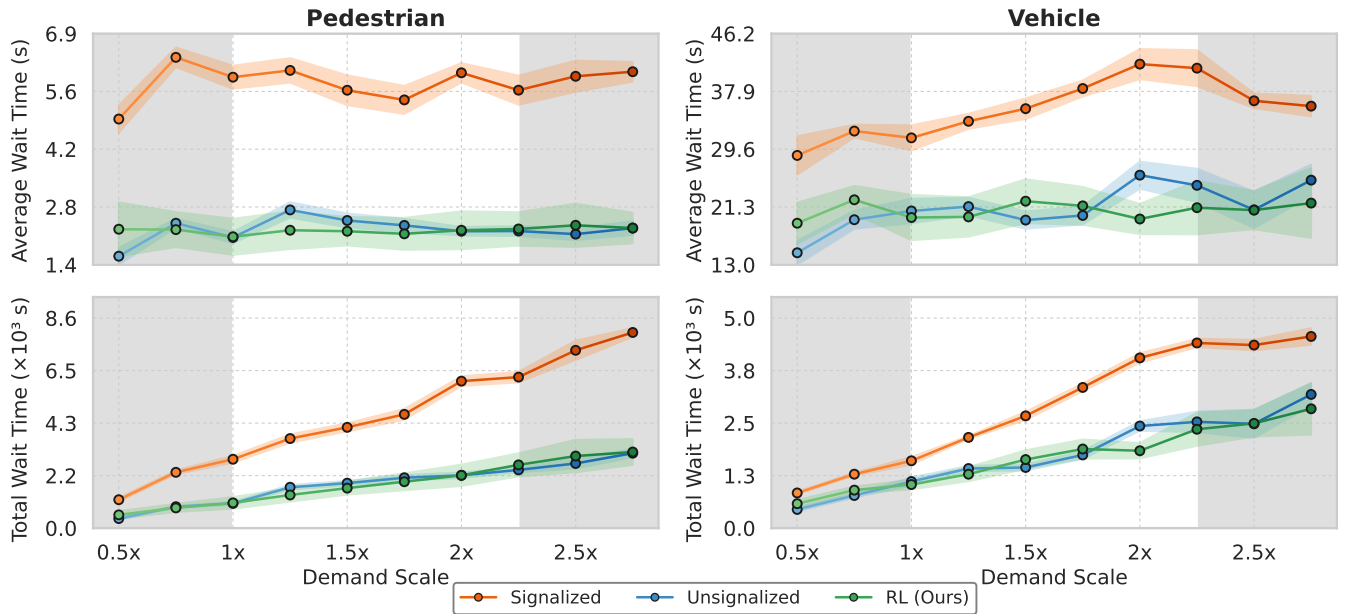 Pedestrian
Vehicle
Average Wait Time (s)
6.9
5.6
4.2
2.8
1.4
Average Wait Time (s)
46.2
37.9
29.6
21.3
13.0
Total Wait Time (×10³ s)
8.6
6.5
4.3
2.2
0.0
Total Wait Time (×10³ s)
5.0
3.8
2.5
1.3
0.0
0.5x 1x 1.5x 2x 2.5x
0.5x 1x 1.5x 2x 2.5x
Demand Scale
Demand Scale
Signalized Unsignalized RL (Ours)